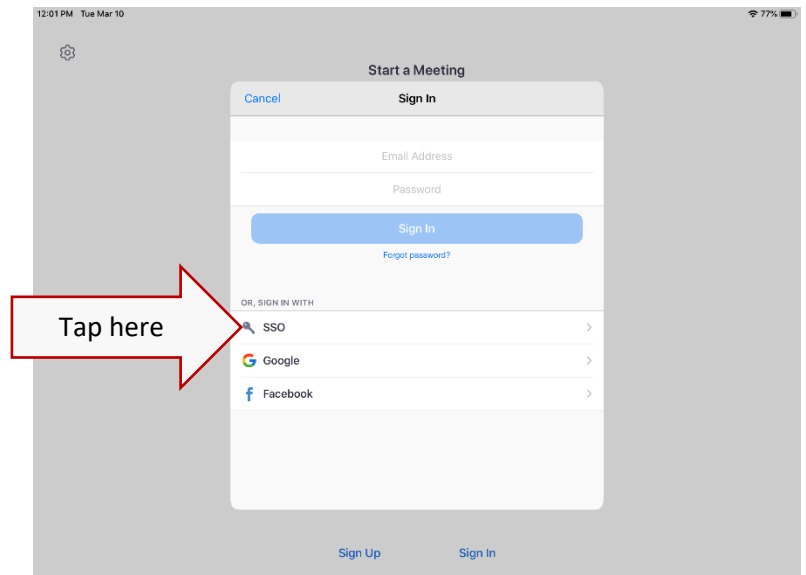 12:01 PM Tue Mar 10
77%
Start a Meeting
Cancel
Sign In
Email Address
Password
Sign In
Forgot password?
OR, SIGN IN WITH
Tap here
SSO
Google
Facebook
Sign Up
Sign In